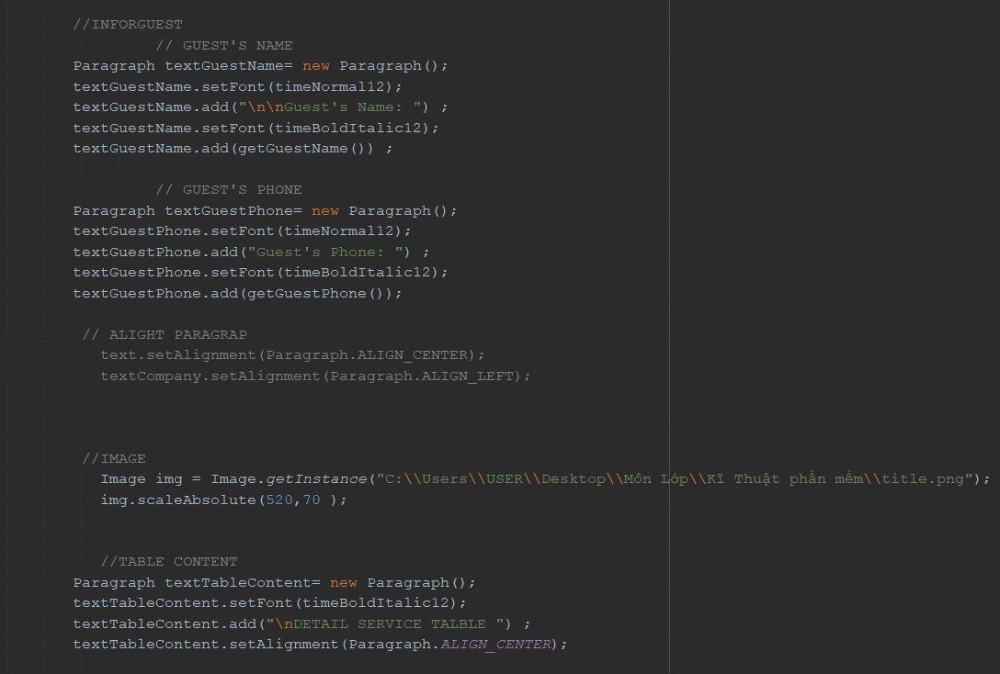 //INFORGUEST
// GUEST'S NAME
Paragraph textGuestName= new Paragraph();
textGuestName.setFont(timeNormal12);
textGuestName.add("\n\nGuest's Name: ") ;
textGuestName.setFont(timeBoldItalic12);
textGuestName.add(getGuestName()) ;
// GUEST'S PHONE
Paragraph textGuestPhone= new Paragraph();
textGuestPhone.setFont(timeNormal12);
textGuestPhone.add("Guest's Phone: ") ;
textGuestPhone.setFont(timeBoldItalic12);
textGuestPhone.add(getGuestPhone());
// ALIGHT PARAGRAP
text.setAlignment(Paragraph.ALIGN_CENTER);
textCompany.setAlignment(Paragraph.ALIGN_LEFT);
//IMAGE
Image img = Image.getInstance("C:\\Users\\USER\\Desktop\\Môn Lớp\\Kĩ Thuật phần mềm\\title.png");
img.scaleAbsolute(520,70 );
//TABLE CONTENT
Paragraph textTableContent= new Paragraph();
textTableContent.setFont(timeBoldItalic12);
textTableContent.add("\nDETAIL SERVICE TALBLE ") ;
textTableContent.setAlignment(Paragraph.ALIGN_CENTER);